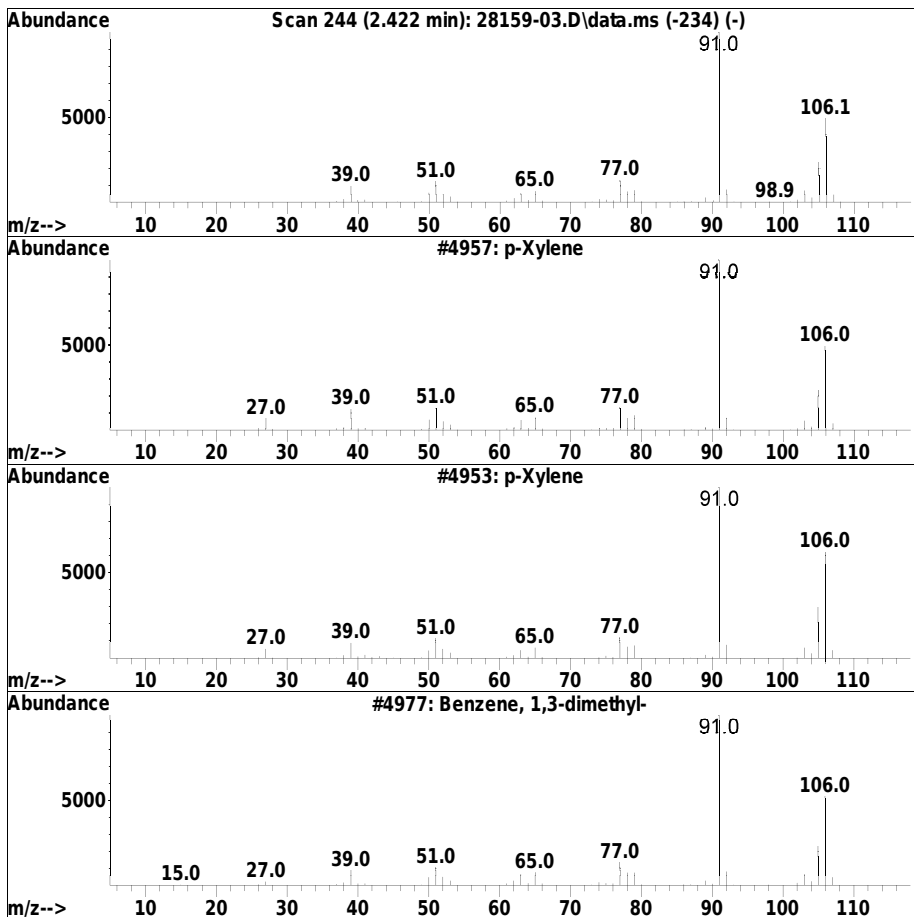 Abundance Scan 244 (2.422 min): 28159-03.D\data.ms (-234) (-)
91.0
5000 106.1
39.0 51.0 65.0 77.0 98.9
m/z--> 10 20 30 40 50 60 70 80 90 100 110
Abundance #4957: p-Xylene
91.0
5000 106.0
27.0 39.0 51.0 65.0 77.0
m/z--> 10 20 30 40 50 60 70 80 90 100 110
Abundance #4953: p-Xylene
91.0
5000 106.0
27.0 39.0 51.0 65.0 77.0
m/z--> 10 20 30 40 50 60 70 80 90 100 110
Abundance #4977: Benzene, 1,3-dimethyl-
91.0
5000 106.0
15.0 27.0 39.0 51.0 65.0 77.0
m/z--> 10 20 30 40 50 60 70 80 90 100 110